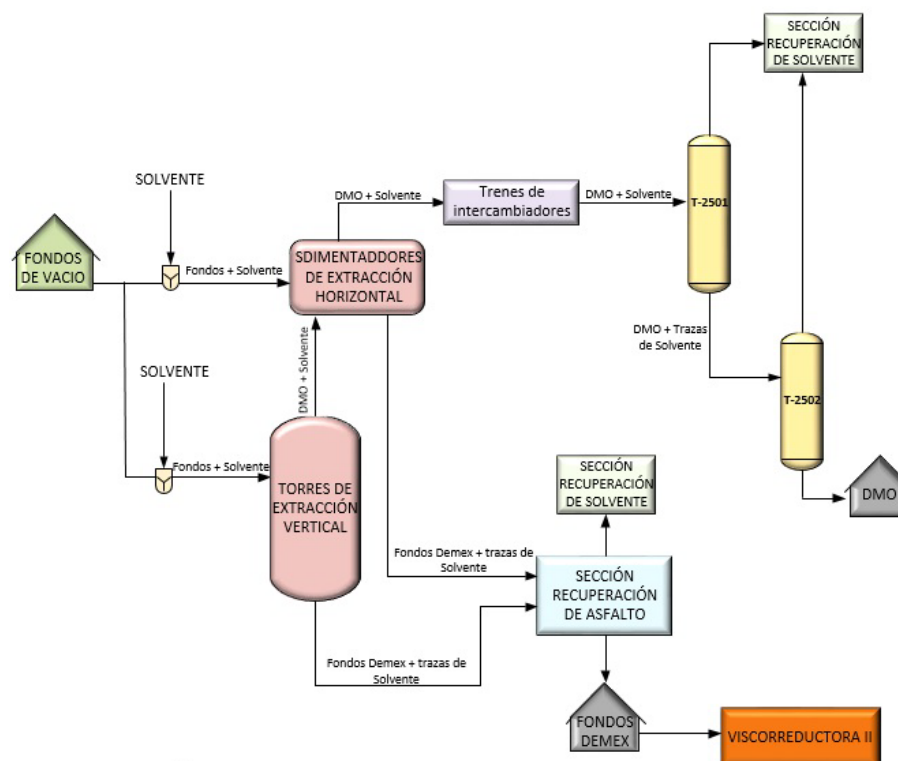 SECCIÓN
RECUPERACIÓN
DE SOLVENTE
SOLVENTE
DMO + Solvente
Trenes de
intercambiadores
DMO + Solvente
T-2501
FONDOS
DE VACIO
Fondos + Solvente
SDIMENTADDORES
DE EXTRACCIÓN
HORIZONTAL
DMO + Solvente
DMO + Trazas
de Solvente
SOLVENTE
T-2502
Fondos + Solvente
TORRES DE
EXTRACCIÓN
VERTICAL
SECCIÓN
RECUPERACIÓN
DE SOLVENTE
DMO
Fondos Demex + trazas de
Solvente
SECCIÓN
RECUPERACIÓN
DE ASFALTO
Fondos Demex + trazas de
Solvente
FONDOS
DEMEX
VISCORREDUCTORA II